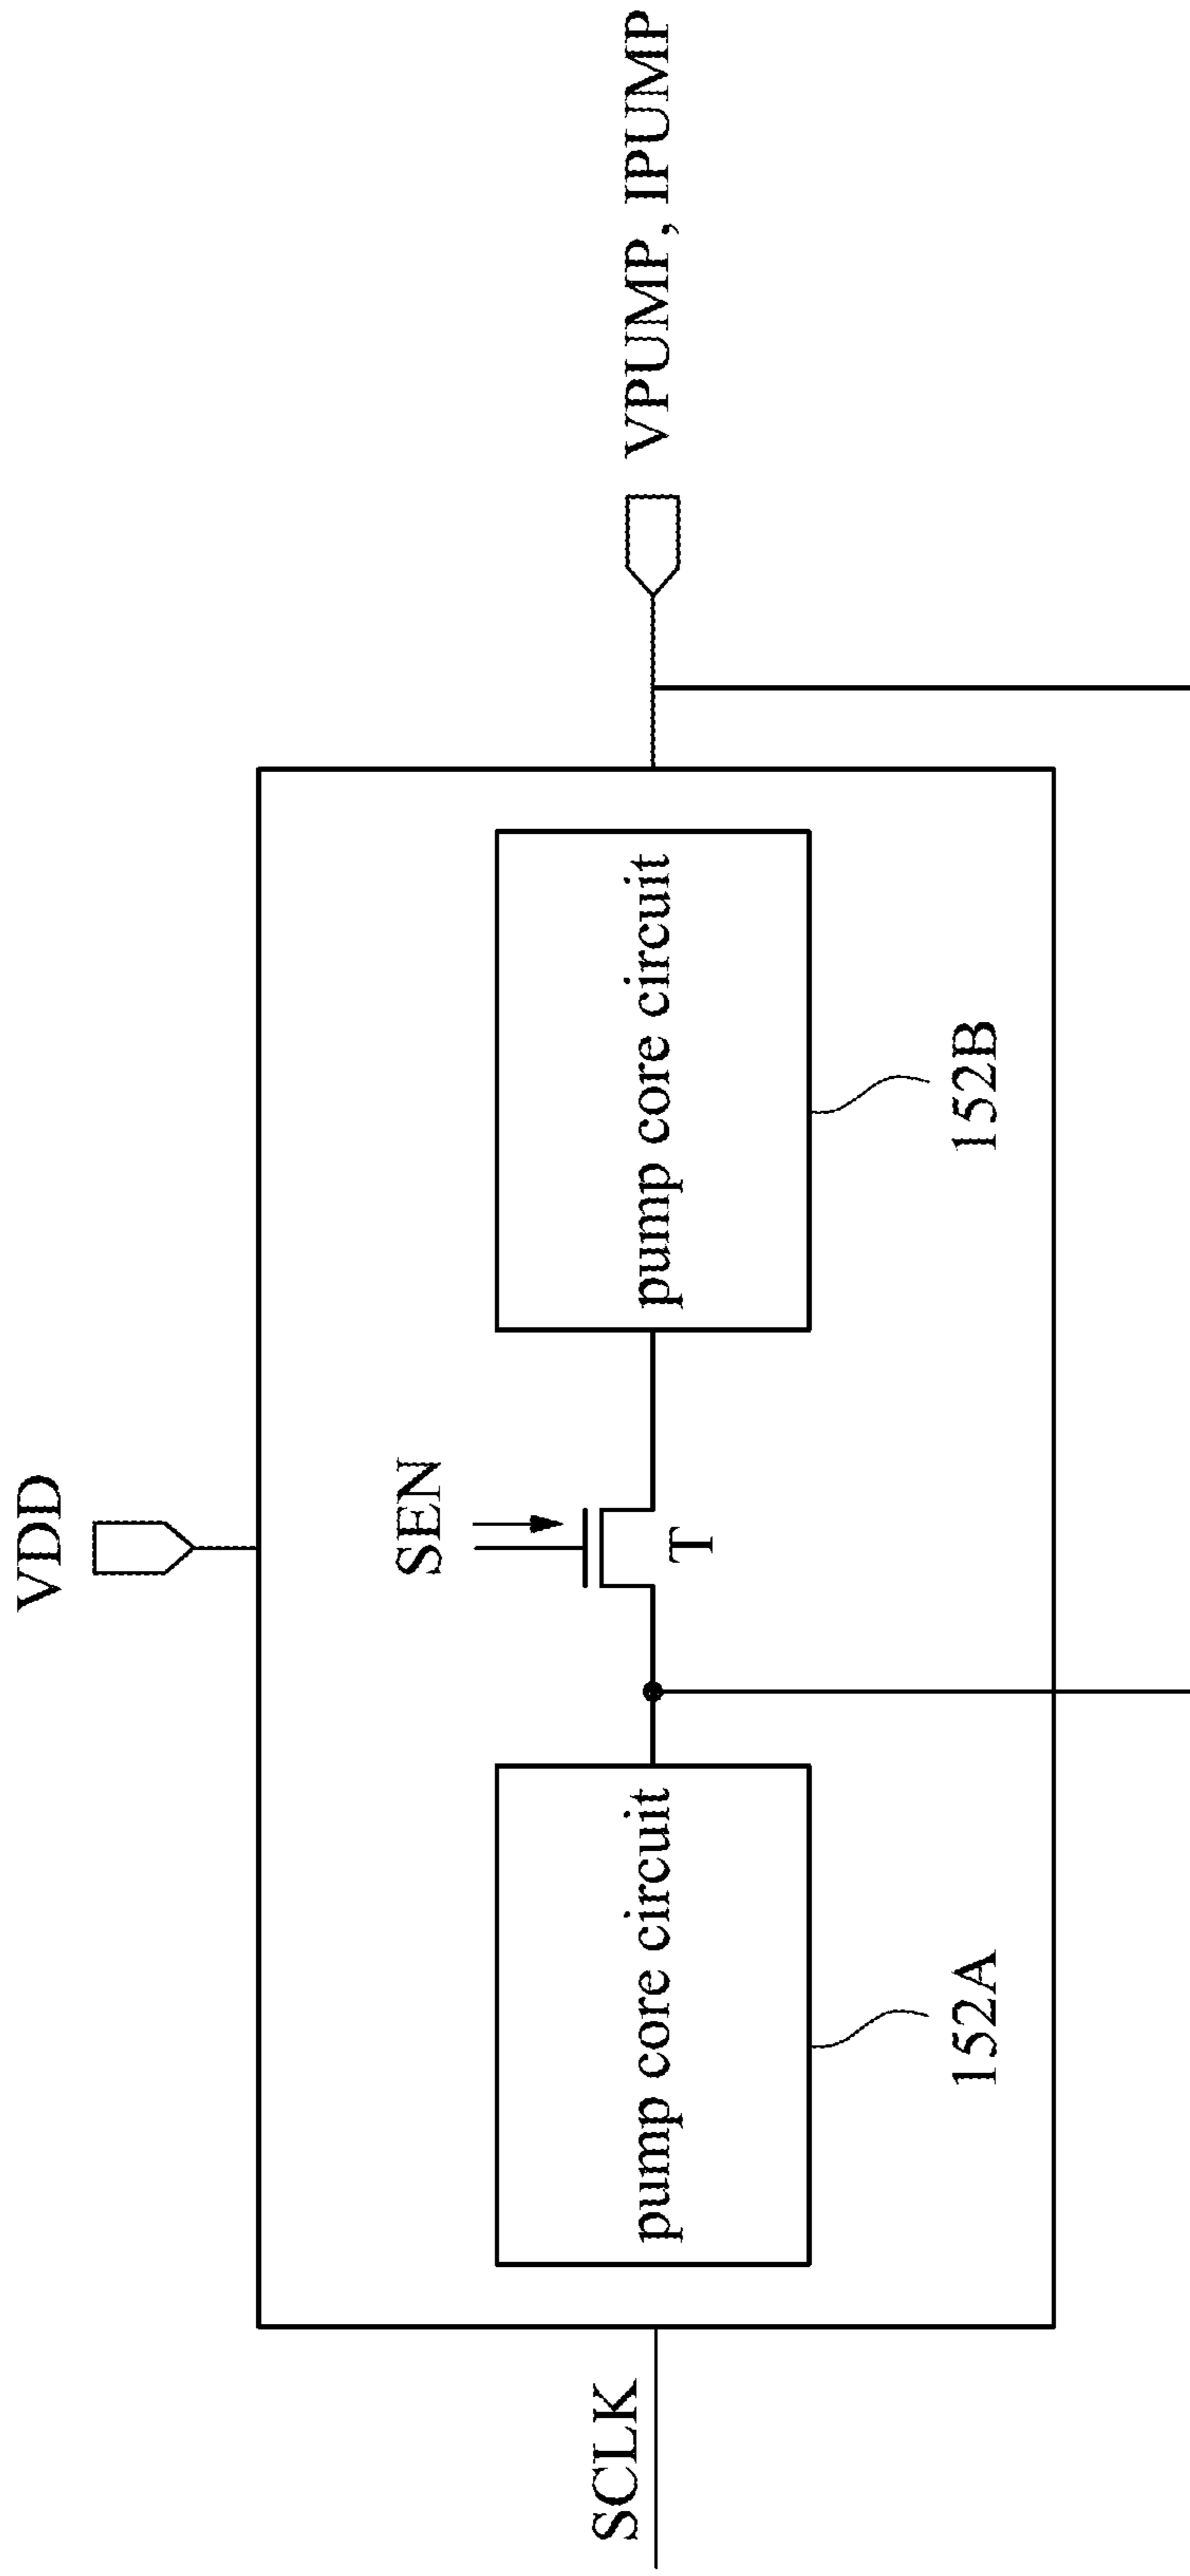 VDD
SCLK
SEN
T
pump core circuit
pump core circuit
152A
152B
VPUMP, IPUMP